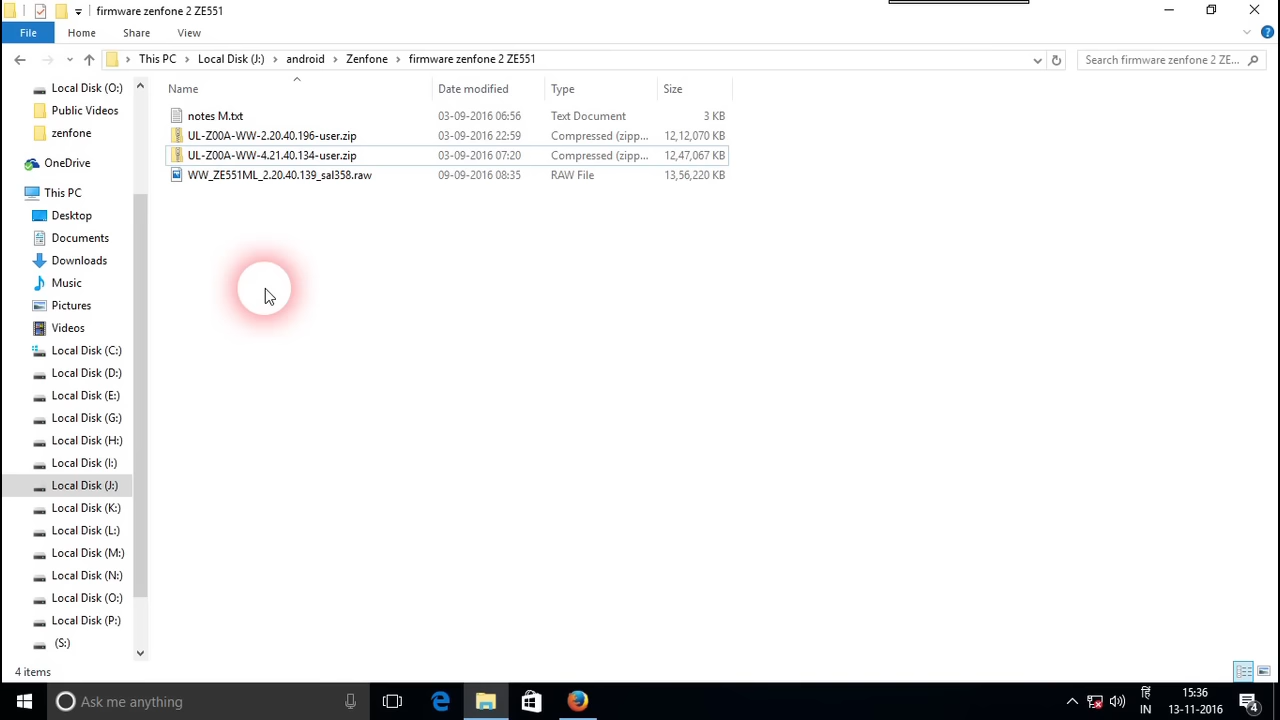 firmware zenfone 2 ZE551
File Home Share View
This PC Local Disk (J:) android Zenfone firmware zenfone 2 ZE551 Search firmware zenfone 2 ZE...
Name Date modified Type Size
notes M.txt 03-09-2016 06:56 Text Document 3 KB
UL-Z00A-WW-2.20.40.196-user.zip 03-09-2016 22:59 Compressed (zipp... 12,12,070 KB
UL-Z00A-WW-4.21.40.134-user.zip 03-09-2016 07:20 Compressed (zipp... 12,47,067 KB
WW_ZE551ML_2.20.40.139_sal358.raw 09-09-2016 08:35 RAW File 13,56,220 KB
Local Disk (O:)
Public Videos
zenfone
OneDrive
This PC
Desktop
Documents
Downloads
Music
Pictures
Videos
Local Disk (C:)
Local Disk (D:)
Local Disk (E:)
Local Disk (G:)
Local Disk (H:)
Local Disk (I:)
Local Disk (J:)
Local Disk (K:)
Local Disk (L:)
Local Disk (M:)
Local Disk (N:)
Local Disk (O:)
Local Disk (P:)
(S:)
4 items
Ask me anything
हि
IN
15:36
13-11-2016
4